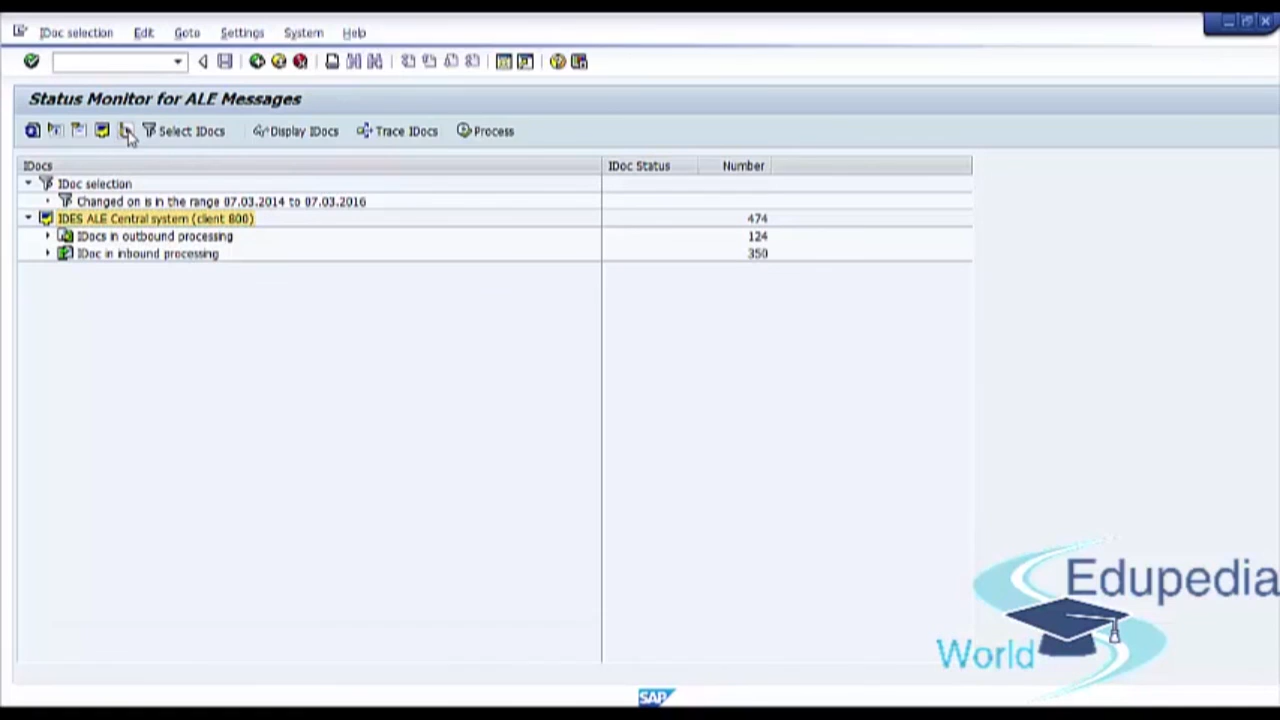 IDoc selection Edit Goto Settings System Help
Status Monitor for ALE Messages
Select IDocs Display IDocs Trace IDocs Process
IDocs IDoc Status Number
IDoc selection
Changed on is in the range 07.03.2014 to 07.03.2016
IDES ALE Central system (client 800) 474
IDocs in outbound processing 124
IDoc in inbound processing 350
Edupedia
World
SAP